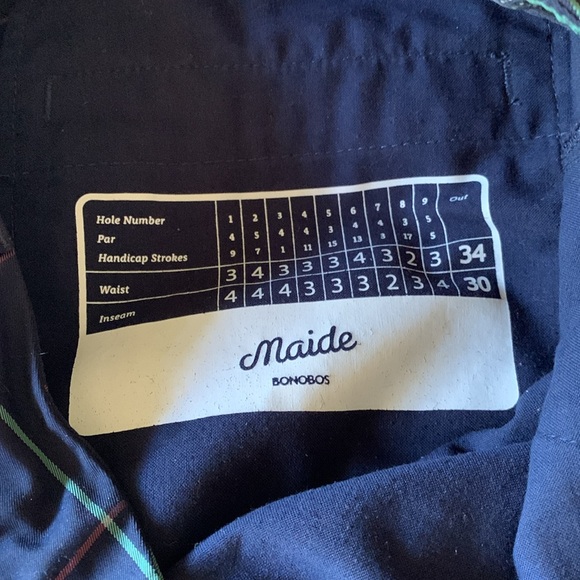 Hole Number 1 2 3 4 5 6 7 8 9 Out
Par 4 5 4 4 3 4 4 3 5
Handicap Strokes 9 7 1 11 15 13 3 17 5
Waist 3 4 3 3 3 4 3 2 3 34
Inseam 4 4 4 3 3 3 2 3 4 30
Maide
BONOBOS